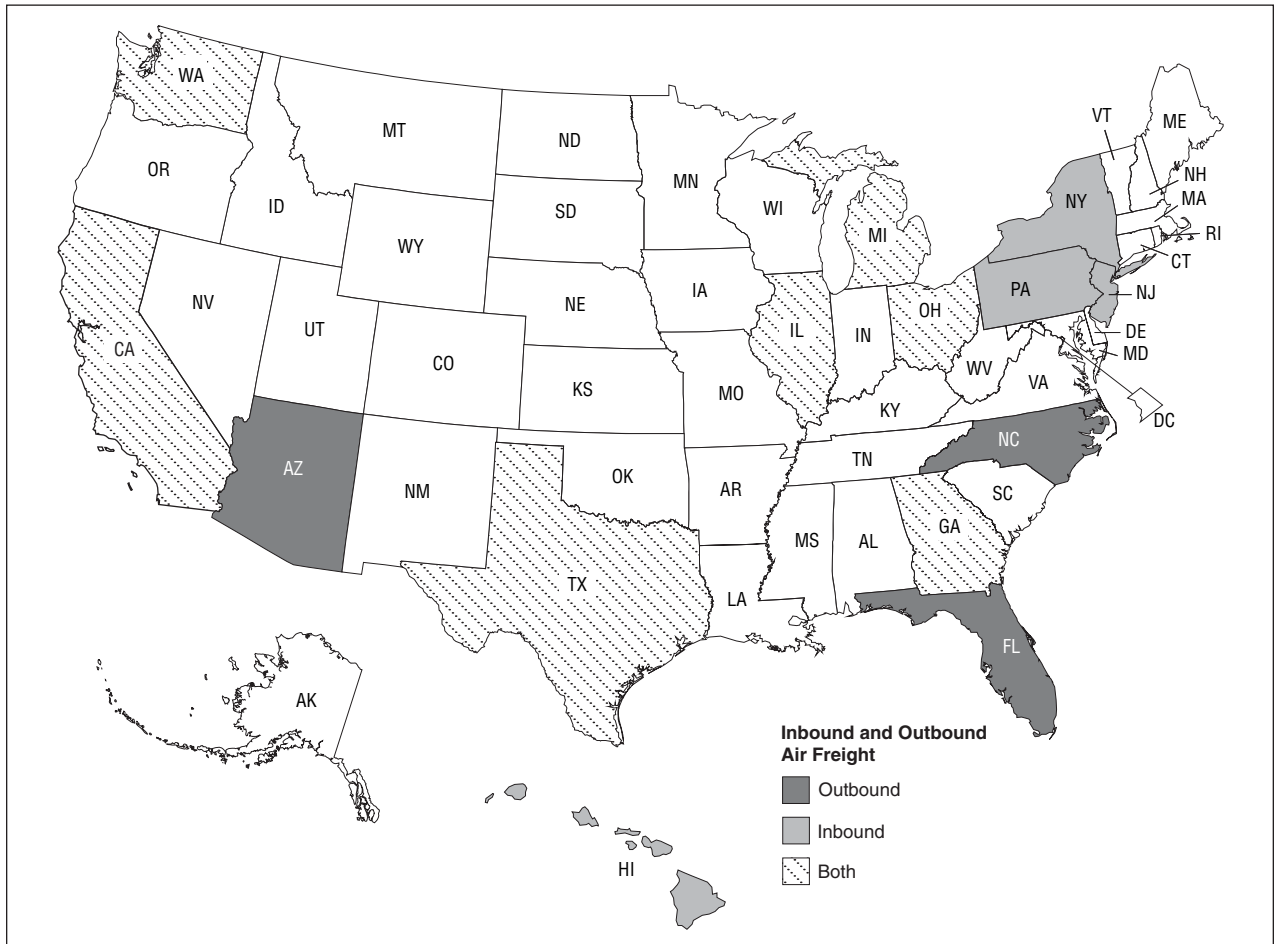 WA
MT
ND
MN
VT
ME
OR
ID
SD
WI
MI
NY
NH
MA
RI
CT
WY
NV
UT
NE
IA
PA
NJ
CA
CO
KS
MO
IL
IN
OH
WV
VA
DE
MD
DC
KY
AZ
NM
OK
AR
TN
NC
SC
TX
LA
MS
AL
GA
FL
AK
HI
Inbound and Outbound
Air Freight
Outbound
Inbound
Both